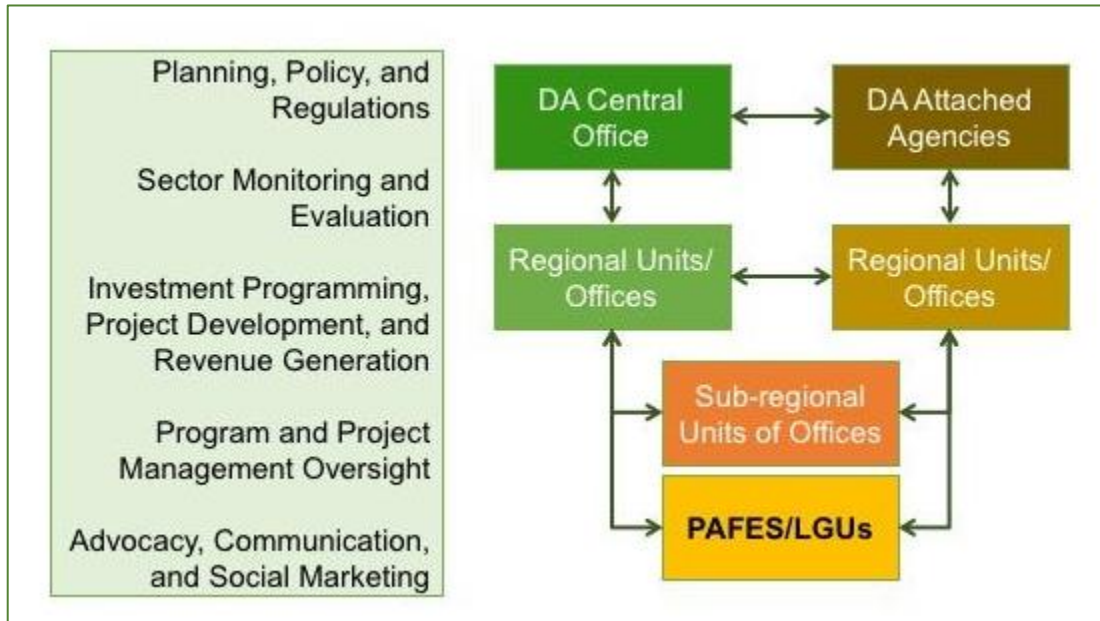 Planning, Policy, and
Regulations
Sector Monitoring and
Evaluation
Investment Programming,
Project Development, and
Revenue Generation
Program and Project
Management Oversight
Advocacy, Communication,
and Social Marketing
DA Central
Office
DA Attached
Agencies
Regional Units/
Offices
Regional Units/
Offices
Sub-regional
Units of Offices
PAFES/LGUs